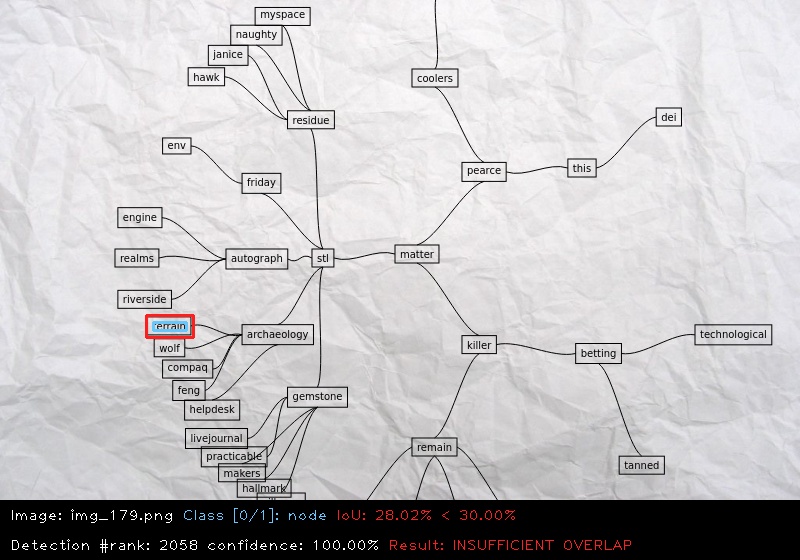 myspace
naughty
janice
hawk
residue
coolers
dei
env
friday
pearce
this
engine
realms
autograph
stl
matter
riverside
archaeology
wolf
compaq
feng
helpdesk
killer
betting
technological
gemstone
livejournal
practicable
makers
hallmark
remain
tanned
Image: img_179.png Class [0/1]: node IoU: 28.02% < 30.00%
Detection #rank: 2058 confidence: 100.00% Result: INSUFFICIENT OVERLAP